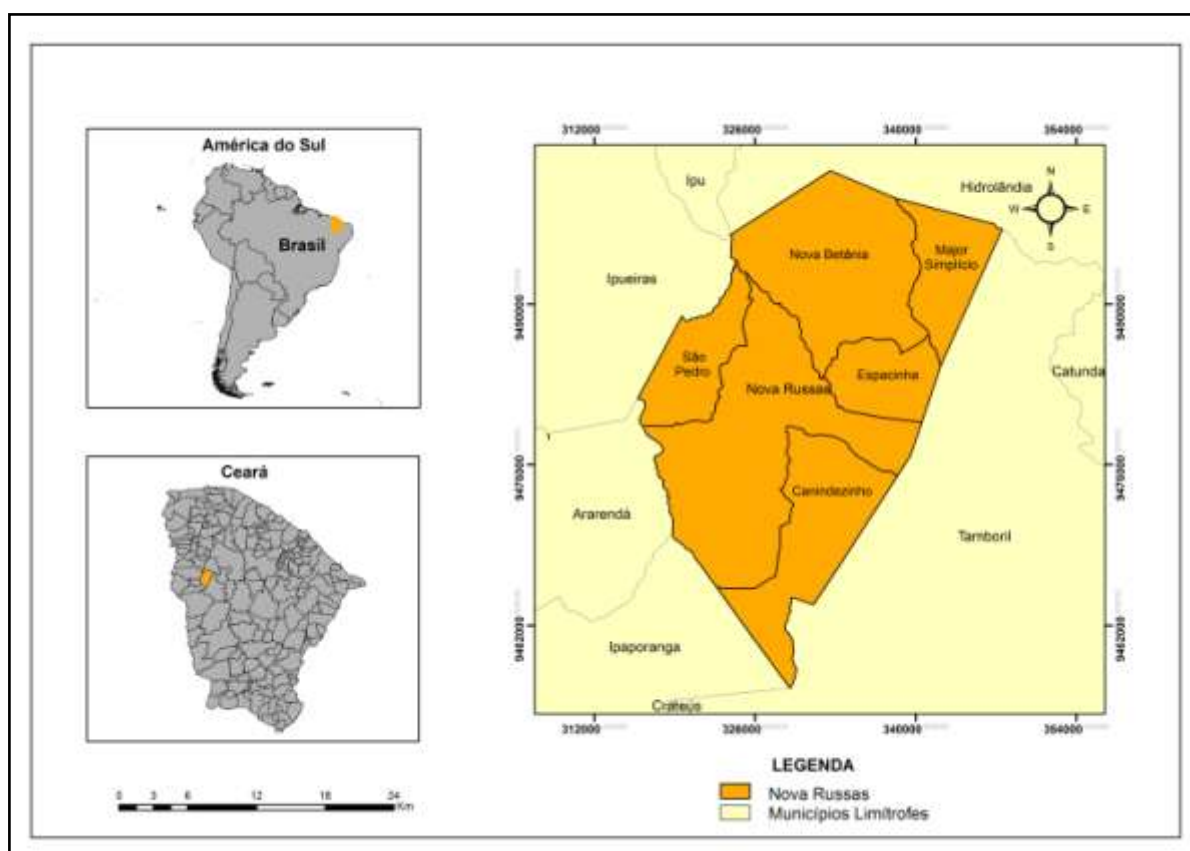 América do Sul
Brasil
Ceará
0 3 6 12 18 24
Km
312000 326000 340000 354000
Ipu
Hidrolândia
N
W E
S
Nova Betânia
Major
Simplício
Ipueiras
9490000 9490000
São
Pedro
Espacinha
Catunda
Nova Russas
9476000 9476000
Canindezinho
Ararendá
Tamboril
9462000 9462000
Ipaporanga
Crateús
312000 326000 340000 354000
LEGENDA
Nova Russas
Municípios Limítrofes